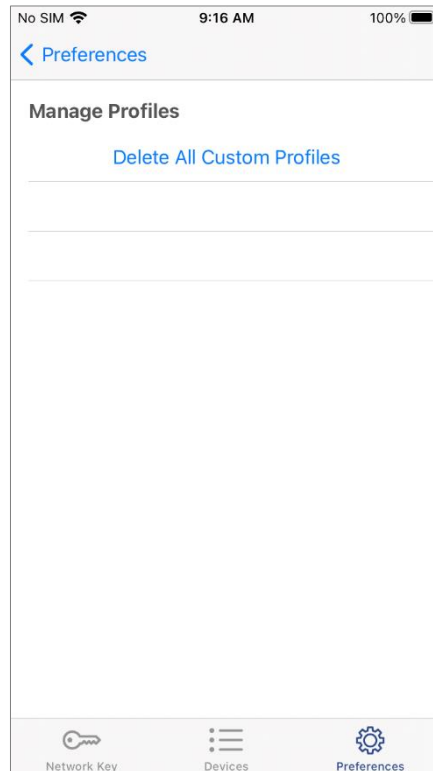 No SIM 9:16 AM 100%
Preferences
Manage Profiles
Delete All Custom Profiles
Network Key Devices Preferences